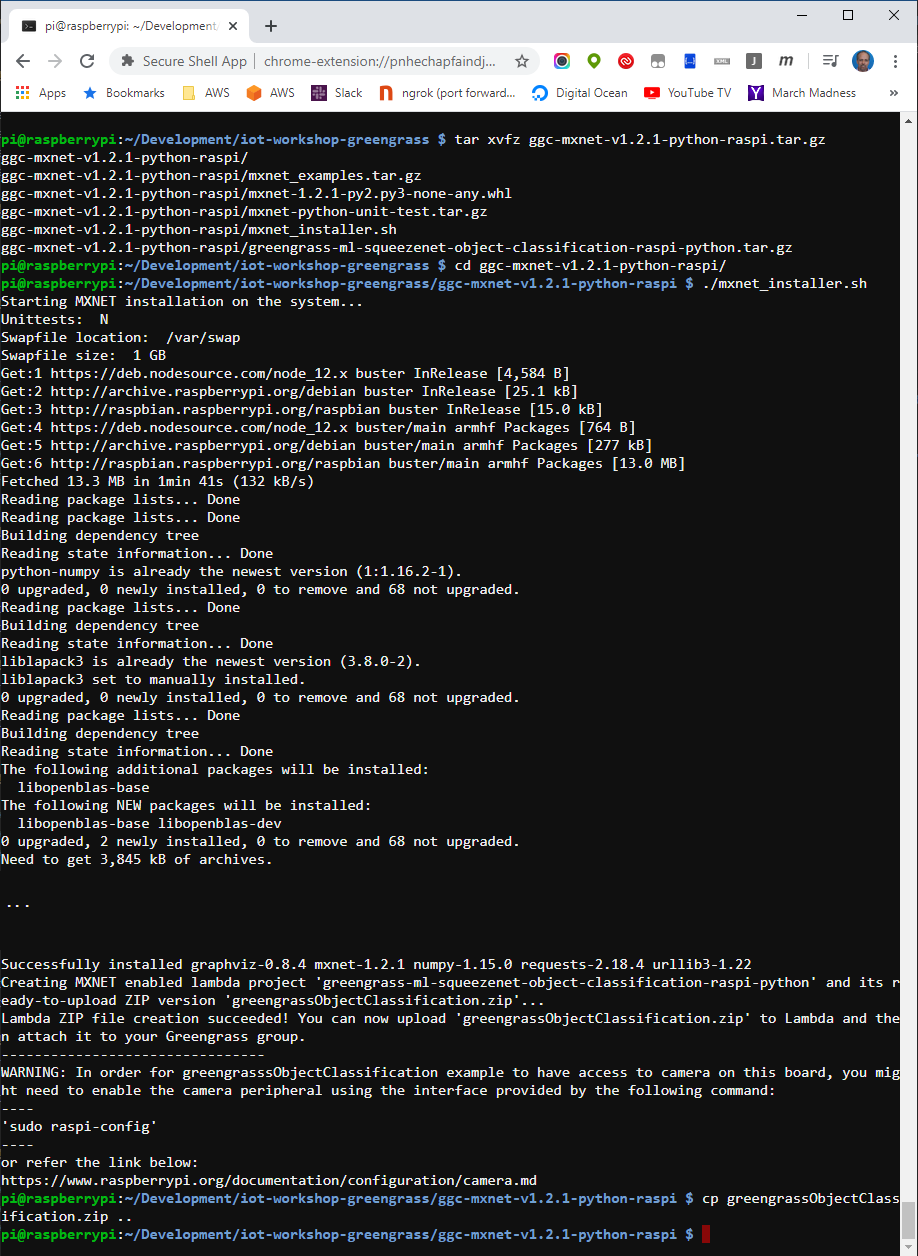 pi@raspberrypi: ~/Development/
Secure Shell App | chrome-extension://pnhechapfaindj...
Apps Bookmarks AWS AWS Slack ngrok (port forward... Digital Ocean YouTube TV March Madness »
pi@raspberrypi:~/Development/iot-workshop-greengrass $ tar xvfz ggc-mxnet-v1.2.1-python-raspi.tar.gz
ggc-mxnet-v1.2.1-python-raspi/
ggc-mxnet-v1.2.1-python-raspi/mxnet_examples.tar.gz
ggc-mxnet-v1.2.1-python-raspi/mxnet-1.2.1-py2.py3-none-any.whl
ggc-mxnet-v1.2.1-python-raspi/mxnet-python-unit-test.tar.gz
ggc-mxnet-v1.2.1-python-raspi/mxnet_installer.sh
ggc-mxnet-v1.2.1-python-raspi/greengrass-ml-squeezenet-object-classification-raspi-python.tar.gz
pi@raspberrypi:~/Development/iot-workshop-greengrass $ cd ggc-mxnet-v1.2.1-python-raspi/
pi@raspberrypi:~/Development/iot-workshop-greengrass/ggc-mxnet-v1.2.1-python-raspi $ ./mxnet_installer.sh
Starting MXNET installation on the system...
Unittests:  N
Swapfile location:  /var/swap
Swapfile size:  1 GB
Get:1 https://deb.nodesource.com/node_12.x buster InRelease [4,584 B]
Get:2 http://archive.raspberrypi.org/debian buster InRelease [25.1 kB]
Get:3 http://raspbian.raspberrypi.org/raspbian buster InRelease [15.0 kB]
Get:4 https://deb.nodesource.com/node_12.x buster/main armhf Packages [764 B]
Get:5 http://archive.raspberrypi.org/debian buster/main armhf Packages [277 kB]
Get:6 http://raspbian.raspberrypi.org/raspbian buster/main armhf Packages [13.0 MB]
Fetched 13.3 MB in 1min 41s (132 kB/s)
Reading package lists... Done
Reading package lists... Done
Building dependency tree
Reading state information... Done
python-numpy is already the newest version (1:1.16.2-1).
0 upgraded, 0 newly installed, 0 to remove and 68 not upgraded.
Reading package lists... Done
Building dependency tree
Reading state information... Done
liblapack3 is already the newest version (3.8.0-2).
liblapack3 set to manually installed.
0 upgraded, 0 newly installed, 0 to remove and 68 not upgraded.
Reading package lists... Done
Building dependency tree
Reading state information... Done
The following additional packages will be installed:
  libopenblas-base
The following NEW packages will be installed:
  libopenblas-base libopenblas-dev
0 upgraded, 2 newly installed, 0 to remove and 68 not upgraded.
Need to get 3,845 kB of archives.
...
Successfully installed graphviz-0.8.4 mxnet-1.2.1 numpy-1.15.0 requests-2.18.4 urllib3-1.22
Creating MXNET enabled lambda project 'greengrass-ml-squeezenet-object-classification-raspi-python' and its r
eady-to-upload ZIP version 'greengrassObjectClassification.zip'...
Lambda ZIP file creation succeeded! You can now upload 'greengrassObjectClassification.zip' to Lambda and the
n attach it to your Greengrass group.
--------------------------------
WARNING: In order for greengrasssObjectClassification example to have access to camera on this board, you mig
ht need to enable the camera peripheral using the interface provided by the following command:
----
'sudo raspi-config'
----
or refer the link below:
https://www.raspberrypi.org/documentation/configuration/camera.md
pi@raspberrypi:~/Development/iot-workshop-greengrass/ggc-mxnet-v1.2.1-python-raspi $ cp greengrassObjectClass
ification.zip ..
pi@raspberrypi:~/Development/iot-workshop-greengrass/ggc-mxnet-v1.2.1-python-raspi $